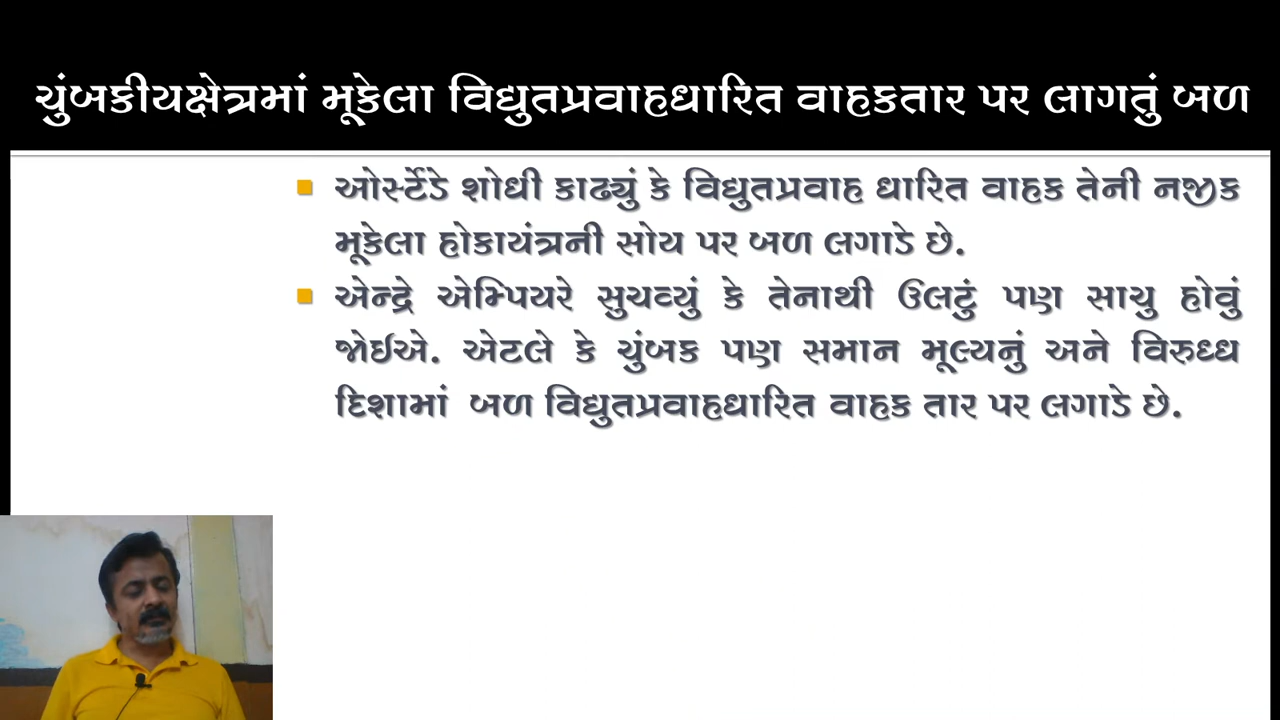 ચુંબકીયક્ષેત્રમાં મૂકેલા વિદ્યુતપ્રવાહધારિત વાહકતાર પર લાગતું બળ
ઓર્સ્ટેડે શોધી કાઢ્યું કે વિદ્યુતપ્રવાહ ધારિત વાહક તેની નજીક
મૂકેલા હોકાયંત્રની સોય પર બળ લગાડે છે.
એન્દ્રે એમ્પિયરે સુચવ્યું કે તેનાથી ઉલટું પણ સાચુ હોવું
જોઈએ. એટલે કે ચુંબક પણ સમાન મૂલ્યનું અને વિરુધ્ધ
દિશામાં બળ વિદ્યુતપ્રવાહધારિત વાહક તાર પર લગાડે છે.